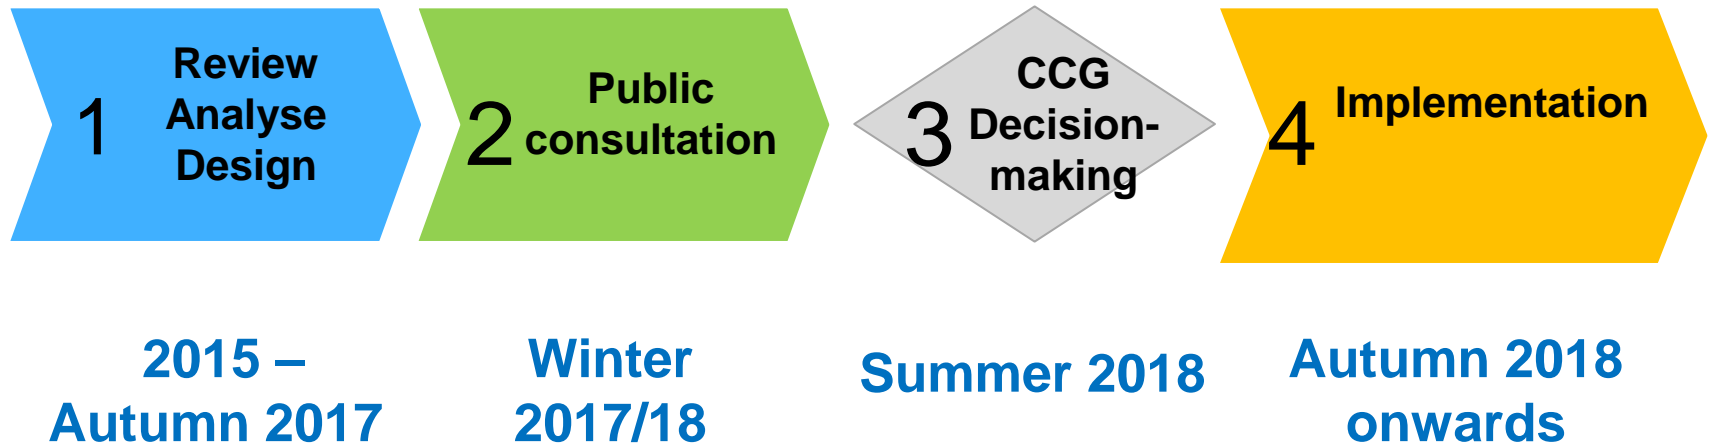 1
Review
Analyse
Design
2
Public
consultation
3
CCG
Decision-
making
4
Implementation
2015 –
Autumn 2017
Winter
2017/18
Summer 2018
Autumn 2018
onwards